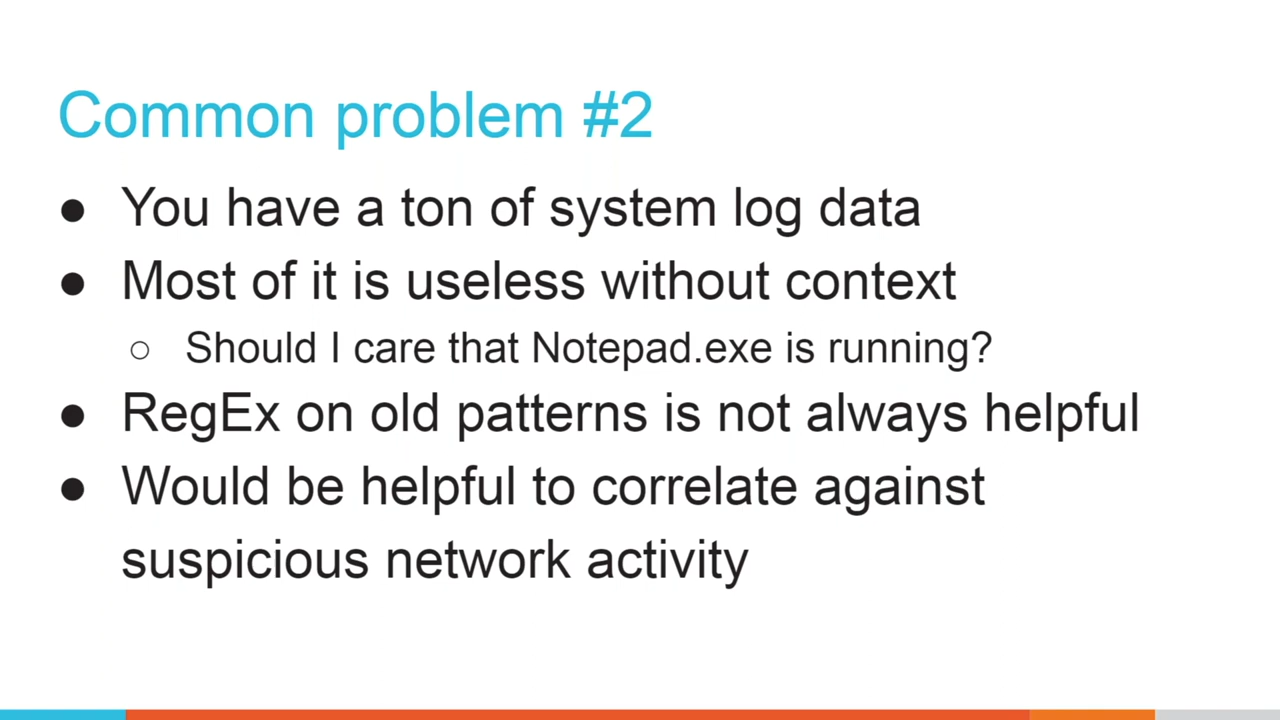 Common problem #2
● You have a ton of system log data
● Most of it is useless without context
○ Should I care that Notepad.exe is running?
● RegEx on old patterns is not always helpful
● Would be helpful to correlate against
suspicious network activity